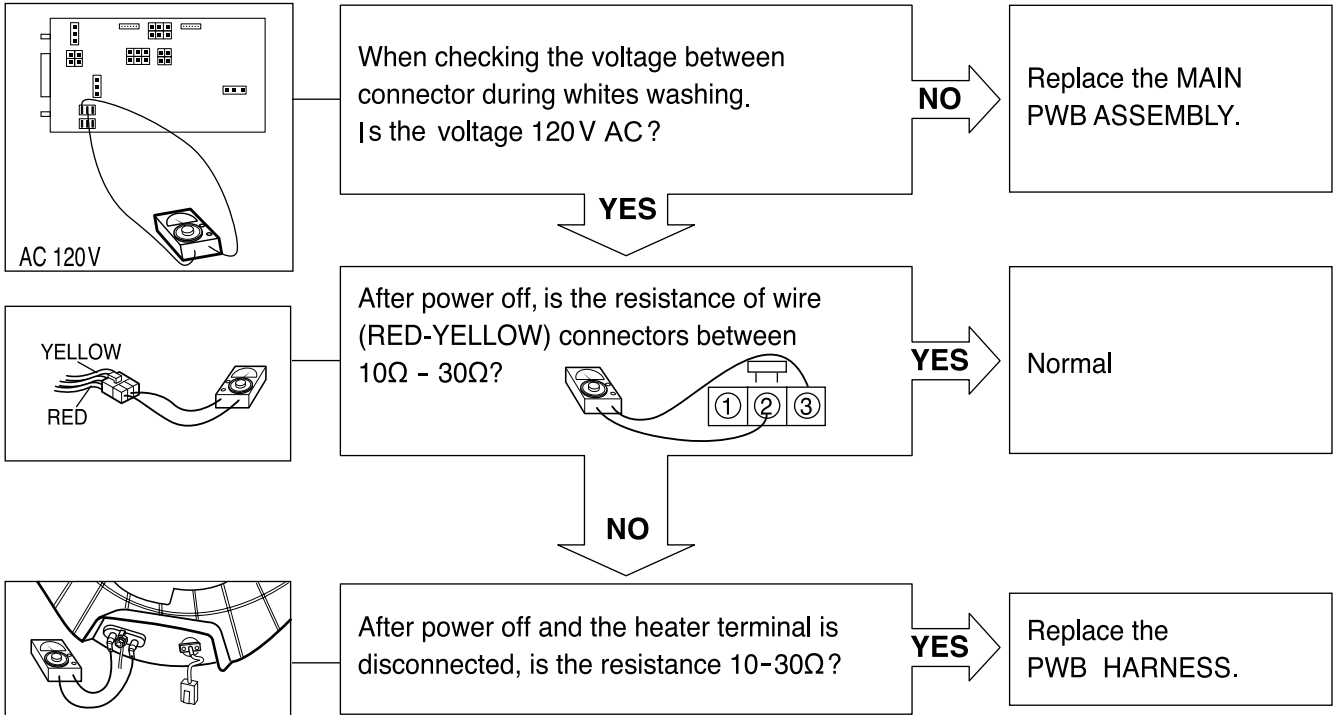 AC 120V
When checking the voltage between
connector during whites washing.
Is the voltage 120V AC?
NO
Replace the MAIN
PWB ASSEMBLY.
YES
YELLOW
RED
After power off, is the resistance of wire
(RED-YELLOW) connectors between
10Ω - 30Ω?
① ② ③
YES
Normal
NO
After power off and the heater terminal is
disconnected, is the resistance 10-30Ω?
YES
Replace the
PWB HARNESS.